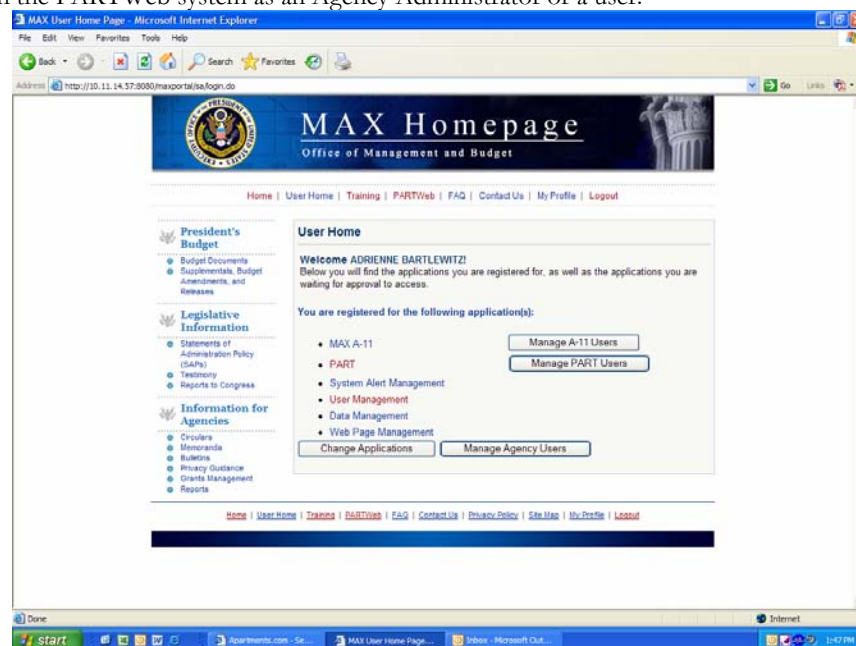 in the PARTWeb system as an Agency Administrator or a user.
MAX User Home Page - Microsoft Internet Explorer
File Edit View Favorites Tools Help
Back Search Favorites
Address http://10.11.14.57:8080/maxportal/sa/login.do Go Links
MAX Homepage
Office of Management and Budget
Home | User Home | Training | PARTWeb | FAQ | Contact Us | My Profile | Logout
President's
Budget
Budget Documents
Supplementals, Budget
Amendments, and
Releases
Legislative
Information
Statements of
Administration Policy
(SAPs)
Testimony
Reports to Congress
Information for
Agencies
Circulars
Memoranda
Bulletins
Privacy Guidance
Grants Management
Reports
User Home
Welcome ADRIENNE BARTLEWITZ!
Below you will find the applications you are registered for, as well as the applications you are
waiting for approval to access.
You are registered for the following application(s):
MAX A-11 Manage A-11 Users
PART Manage PART Users
System Alert Management
User Management
Data Management
Web Page Management
Change Applications Manage Agency Users
Home | User Home | Training | PARTWeb | FAQ | Contact Us | Privacy Policy | Site Map | My Profile | Logout
Done Internet
start Apartments.com - Se... MAX User Home Page... Inbox - Microsoft Out... 1:47 PM